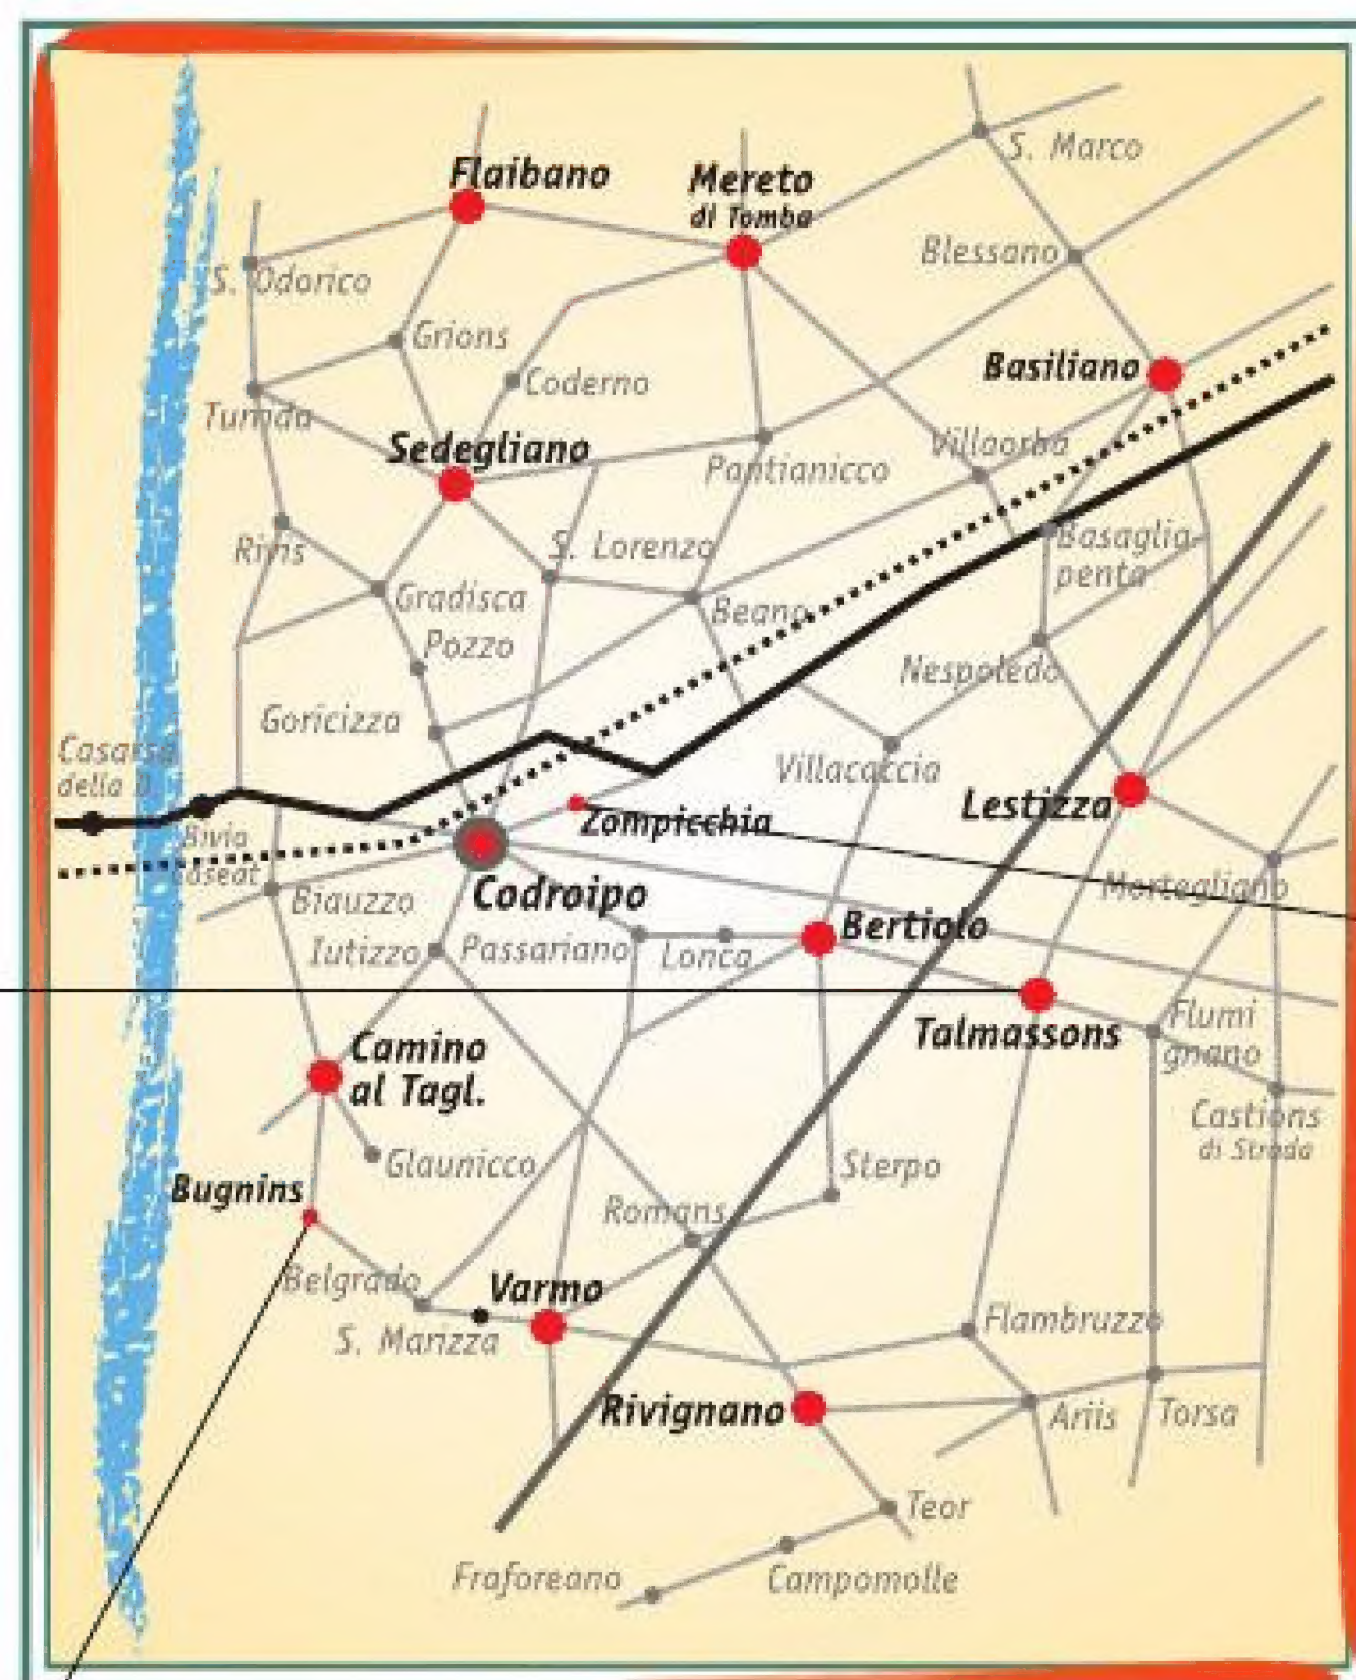 Flaibano
Mereto
di Tomba
S. Marco
Blessano
S. Odorico
Grions
Coderno
Basiliano
Turrida
Sedegliano
Villaorba
Pantianicco
Rivis
S. Lorenzo
Basaglia
penta
Gradisca
Beano
Pozzo
Nespoledo
Goricizza
Casarsa
della D.
Villacaccia
Lestizza
Zompicchia
Bivio
Coseat
Mortegliano
Biauzzo
Codroipo
Bertiolo
Iutizzo
Passariano
Lonca
Flumi
gnano
Talmassons
Camino
al Tagl.
Castions
di Strada
Glaunicco
Sterpo
Bugnins
Romans
Belgrado
Varmo
Flambruzzo
S. Marizza
Rivignano
Ariis
Torsa
Teor
Fraforeano
Campomolle